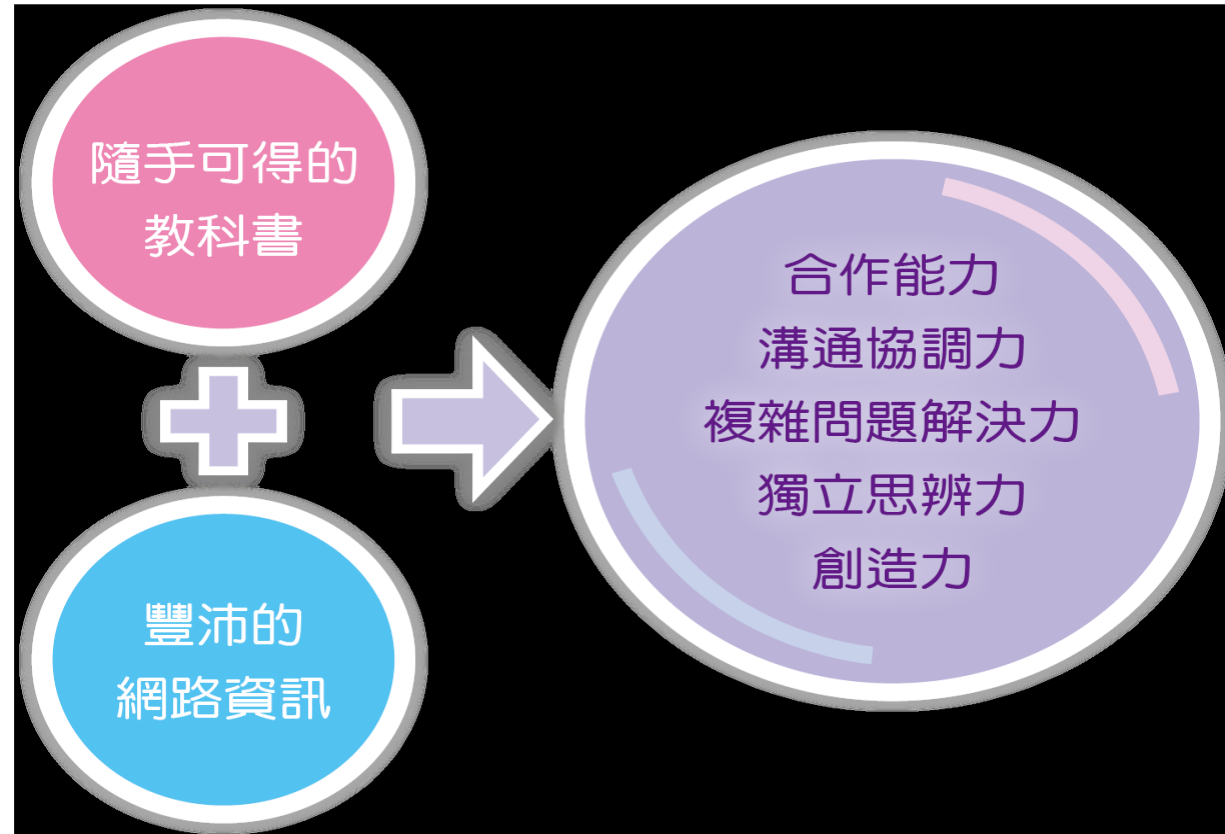 隨手可得的
教科書
豐沛的
網路資訊
合作能力
溝通協調力
複雜問題解決力
獨立思辨力
創造力